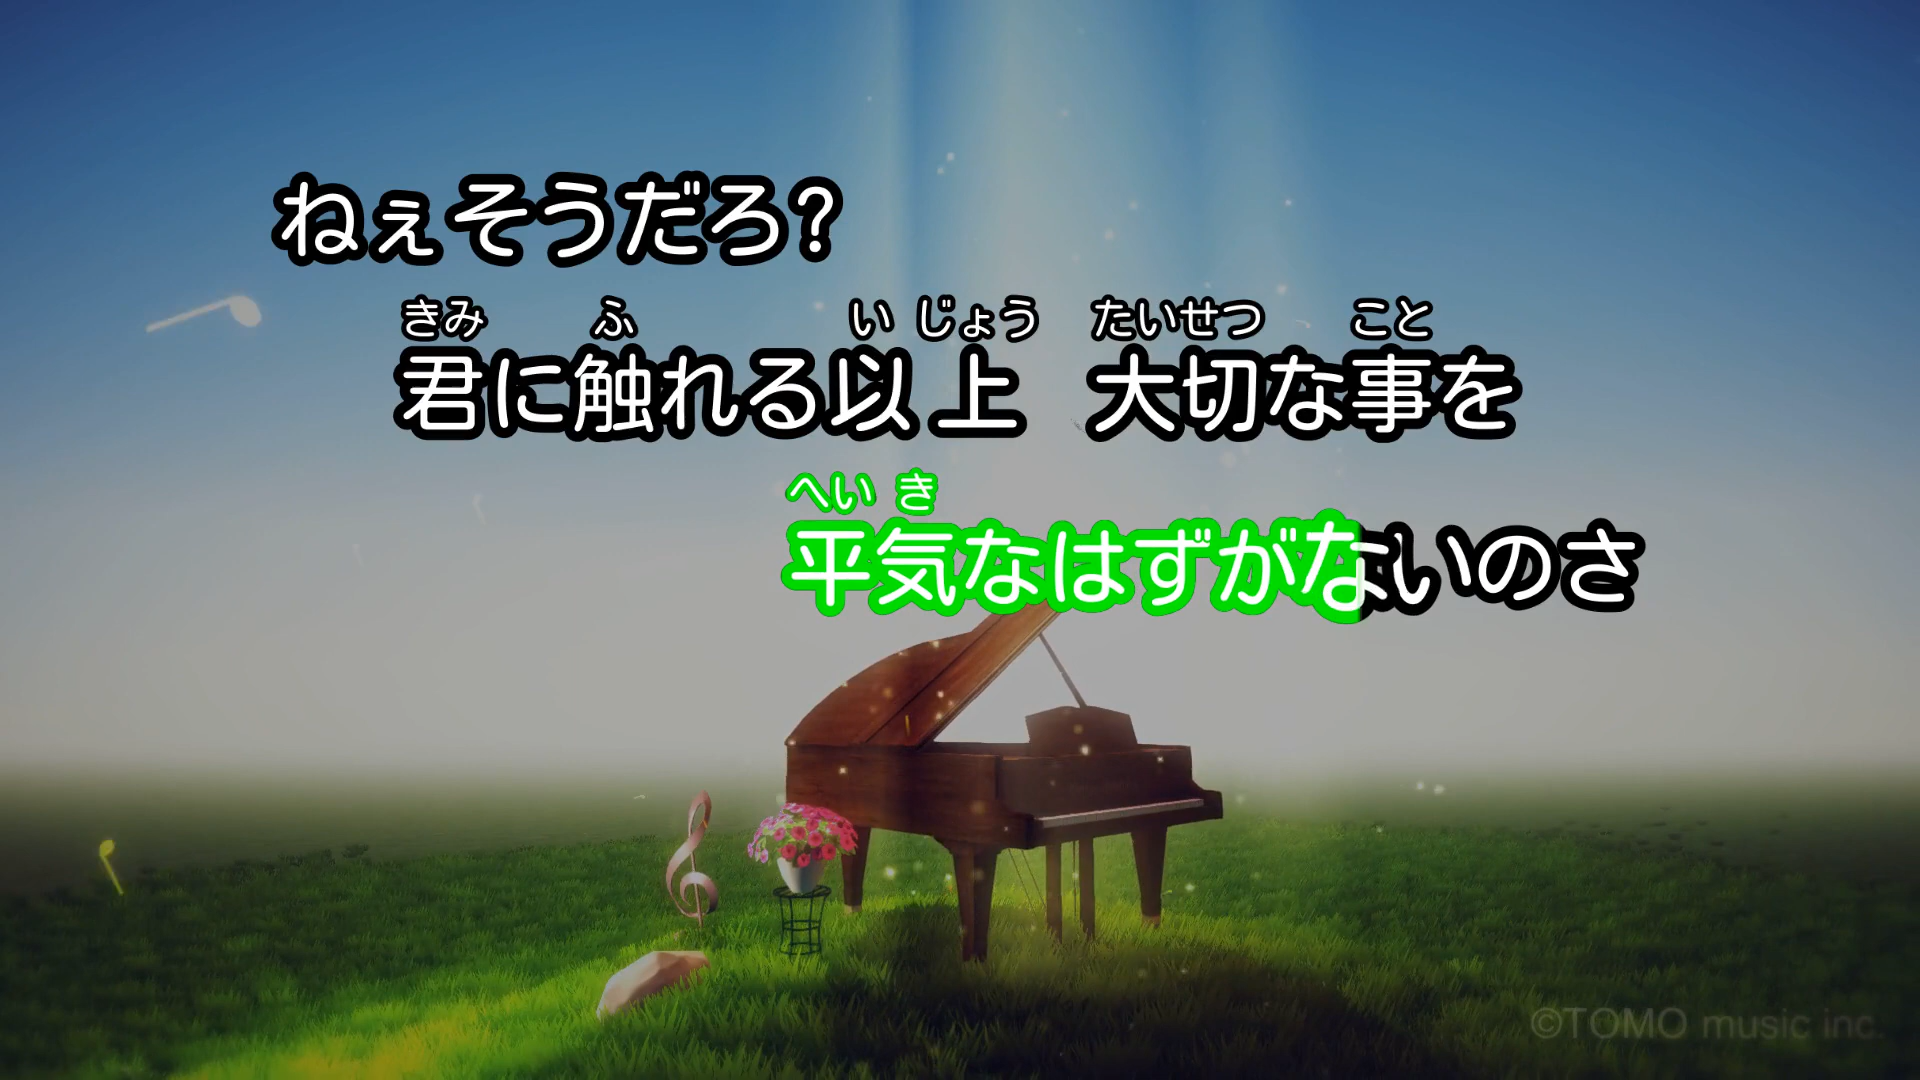 ねぇそうだろ?
きみ ふ い じょう たいせつ こと
君に触れる以上 大切な事を
へい き
平気なはずがないのさ
©TOMO music inc.